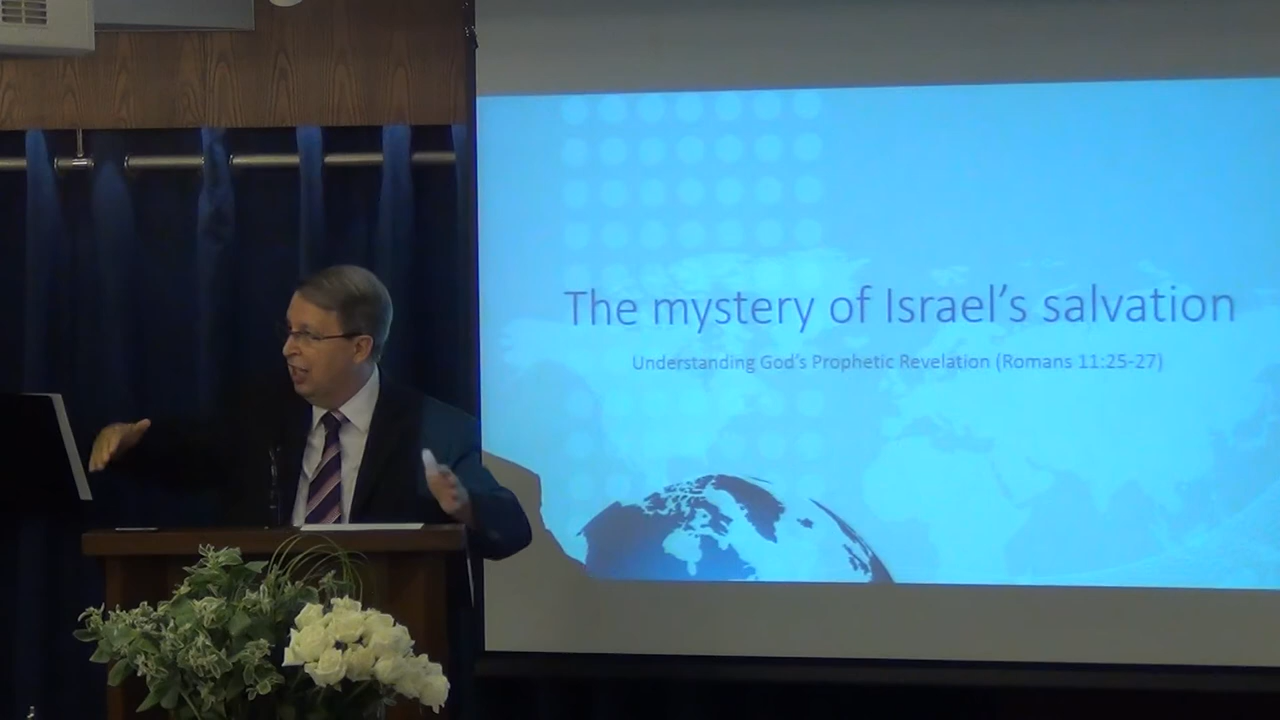 The mystery of Israel's salvation
Understanding God's Prophetic Revelation (Romans 11:25-27)